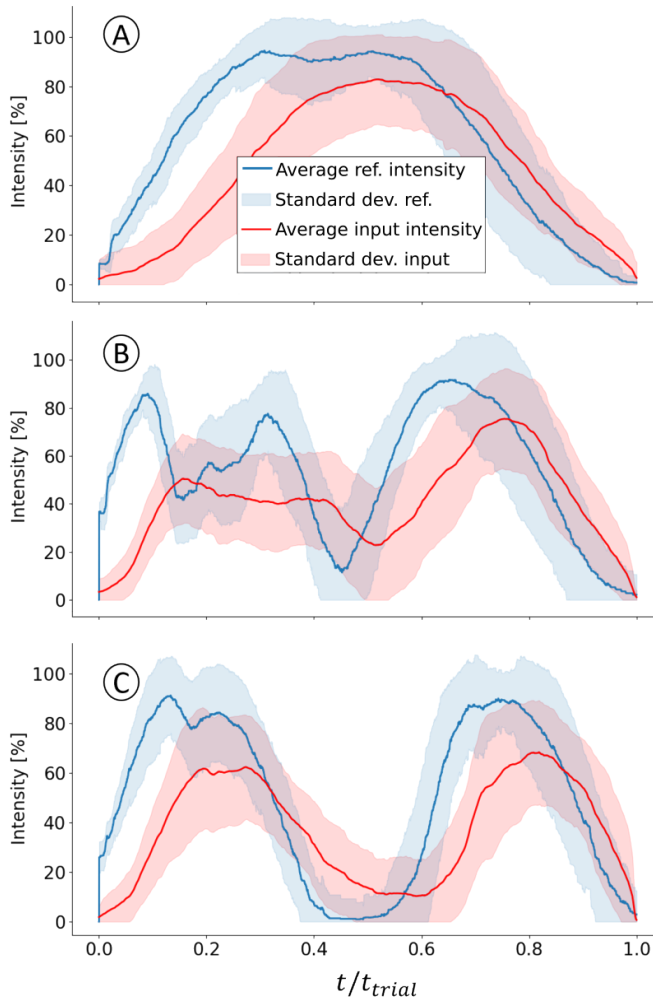 A
Intensity [%]
100
80
60
40
20
0
Average ref. intensity
Standard dev. ref.
Average input intensity
Standard dev. input
B
Intensity [%]
100
80
60
40
20
0
C
Intensity [%]
100
80
60
40
20
0
0.0 0.2 0.4 0.6 0.8 1.0
t/t_trial